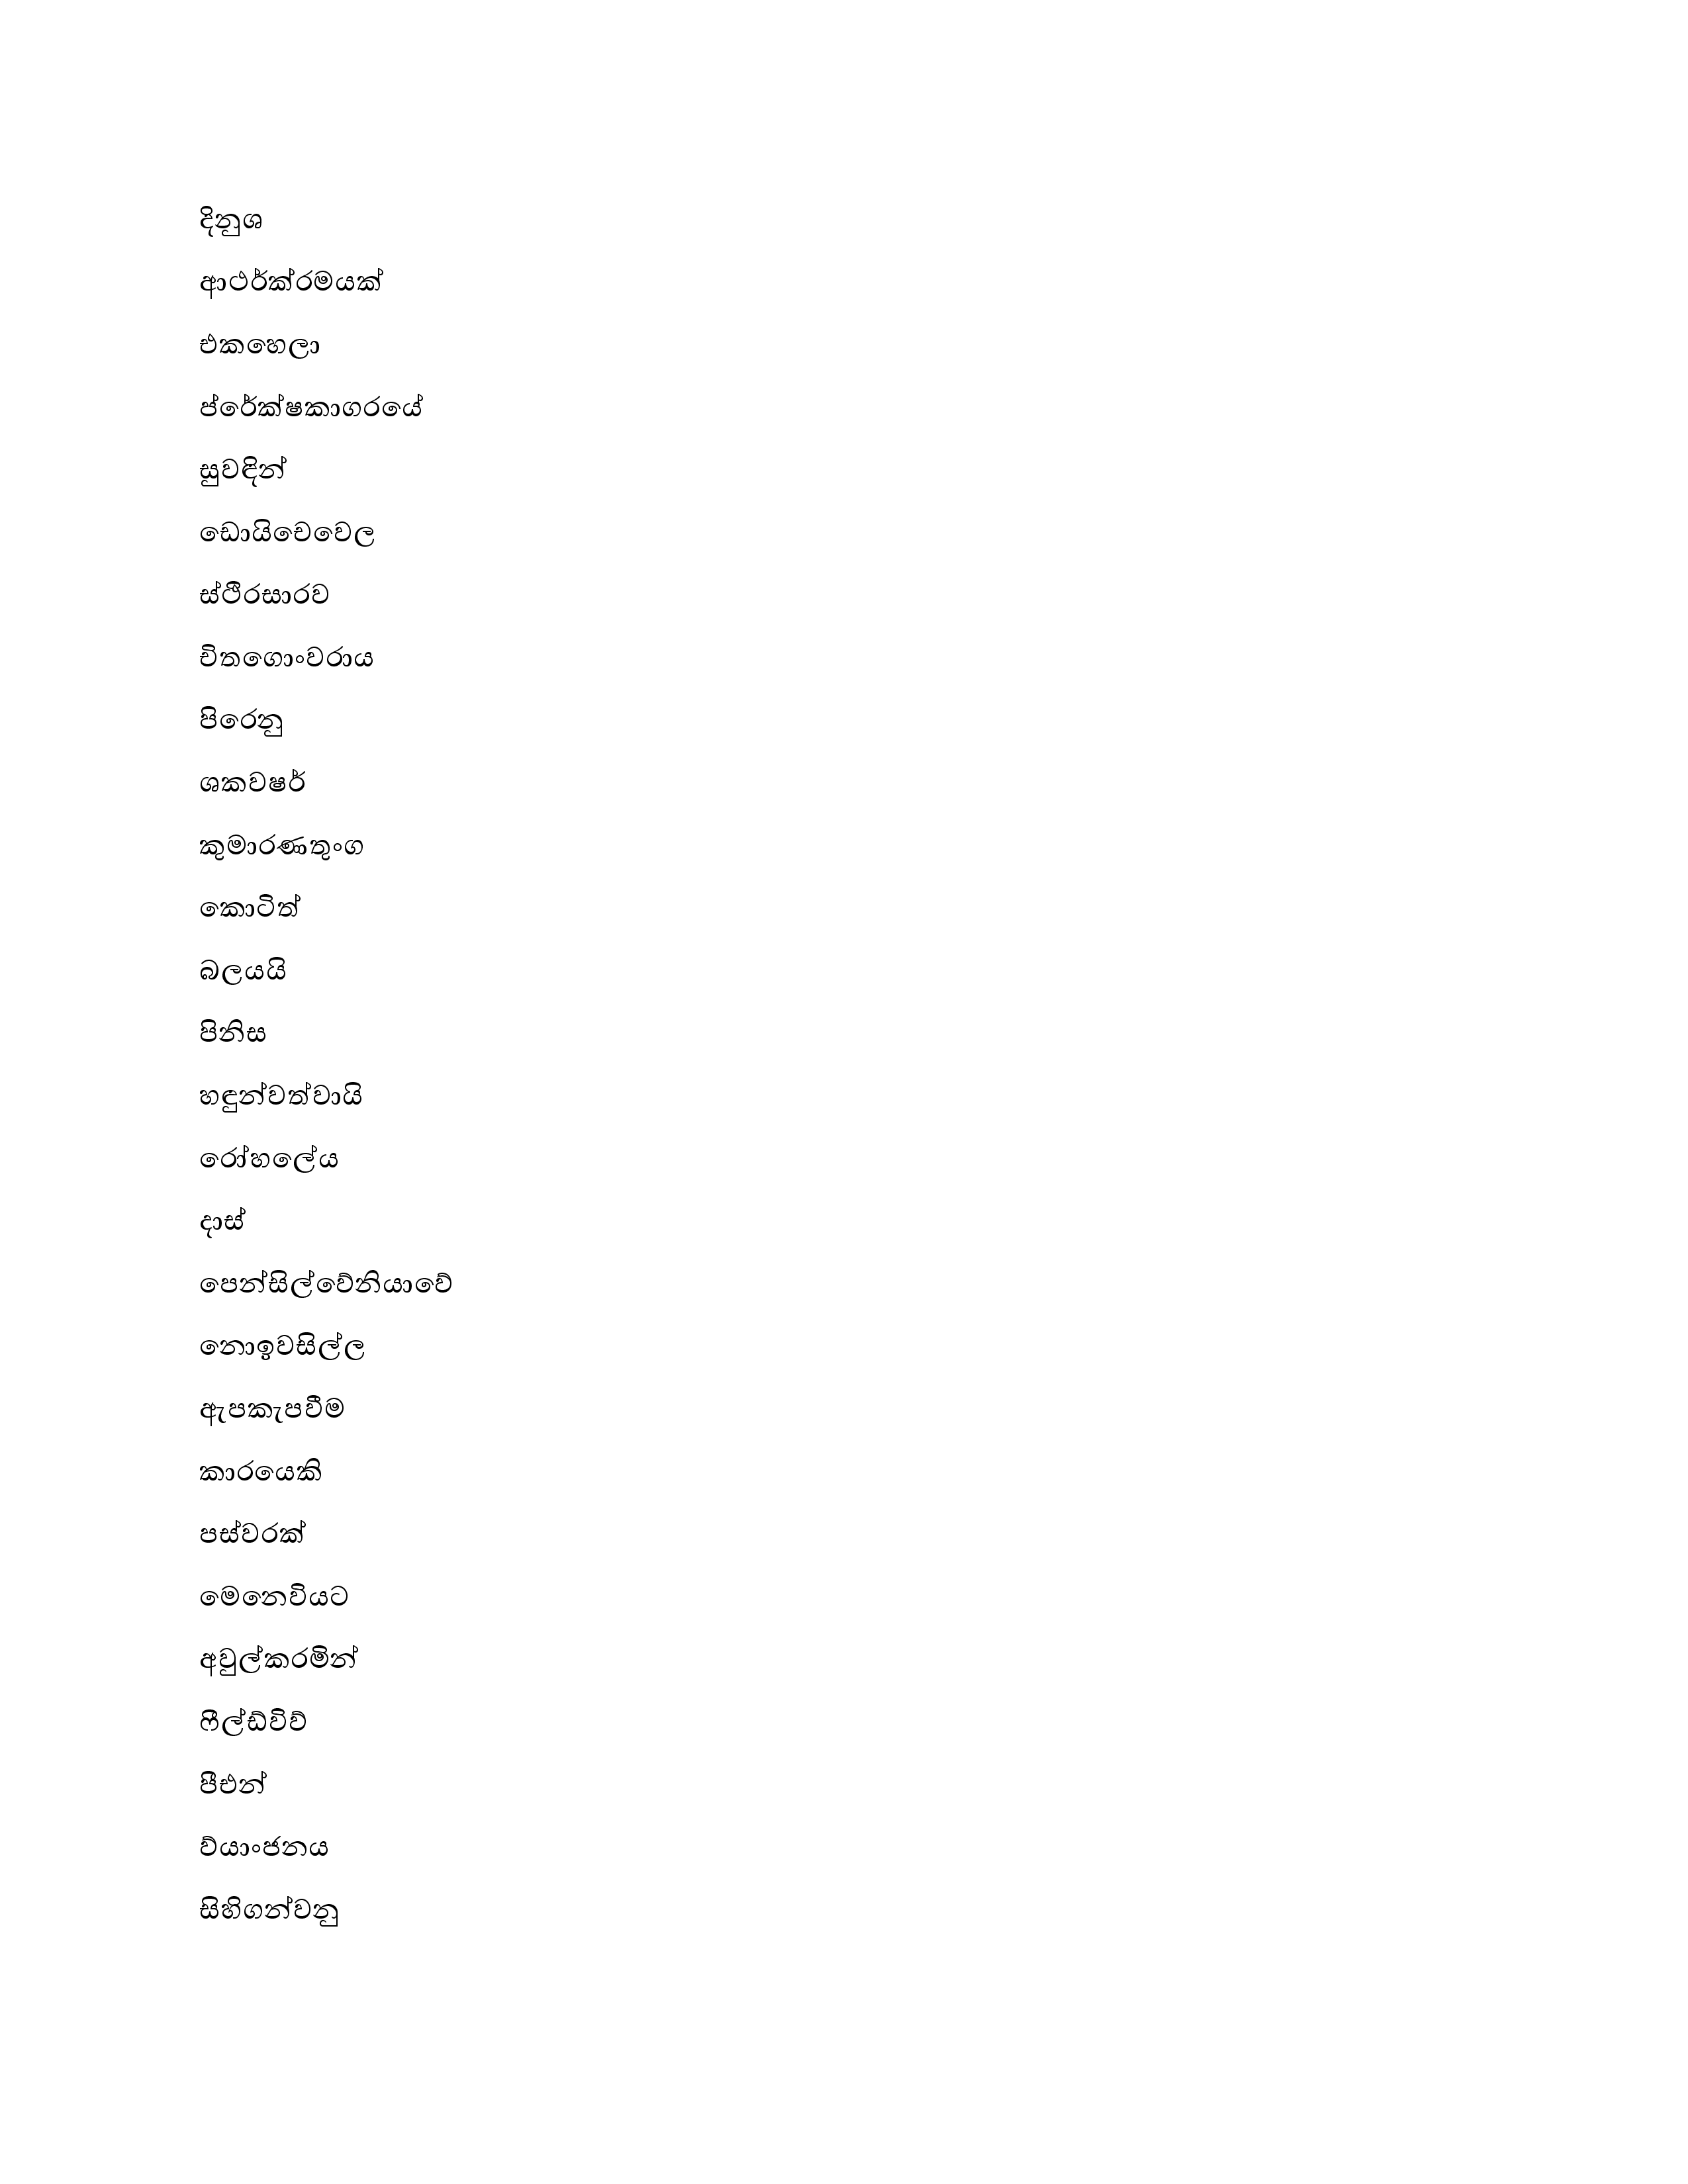 දිනුශ
ආථර්ක්රමයක්
එකහෙලා
ප්රේක්ෂකාගරයේ
සුවඳින්
ඩොයිචෙවෙල
ස්ථිරසාරව
චිතගොංවරාය
පිරෙනු
ශකවෂර්
කුමාරණතුංග
කොටිත්
බලයයි
පිනිස
හඳුන්වත්වායි
රෝහලේය
දාස්
පෙන්සිල්වේනියාවේ
නොඉවසිල්ල
ඇපකැපවීම
කාරයෙකි
පස්වරක්
මෙනෙවියට
අවුල්කරමින්
ෆීල්ඩ්විව්
පීඑන්
ව්යාංජනය
සිහිගන්වනු